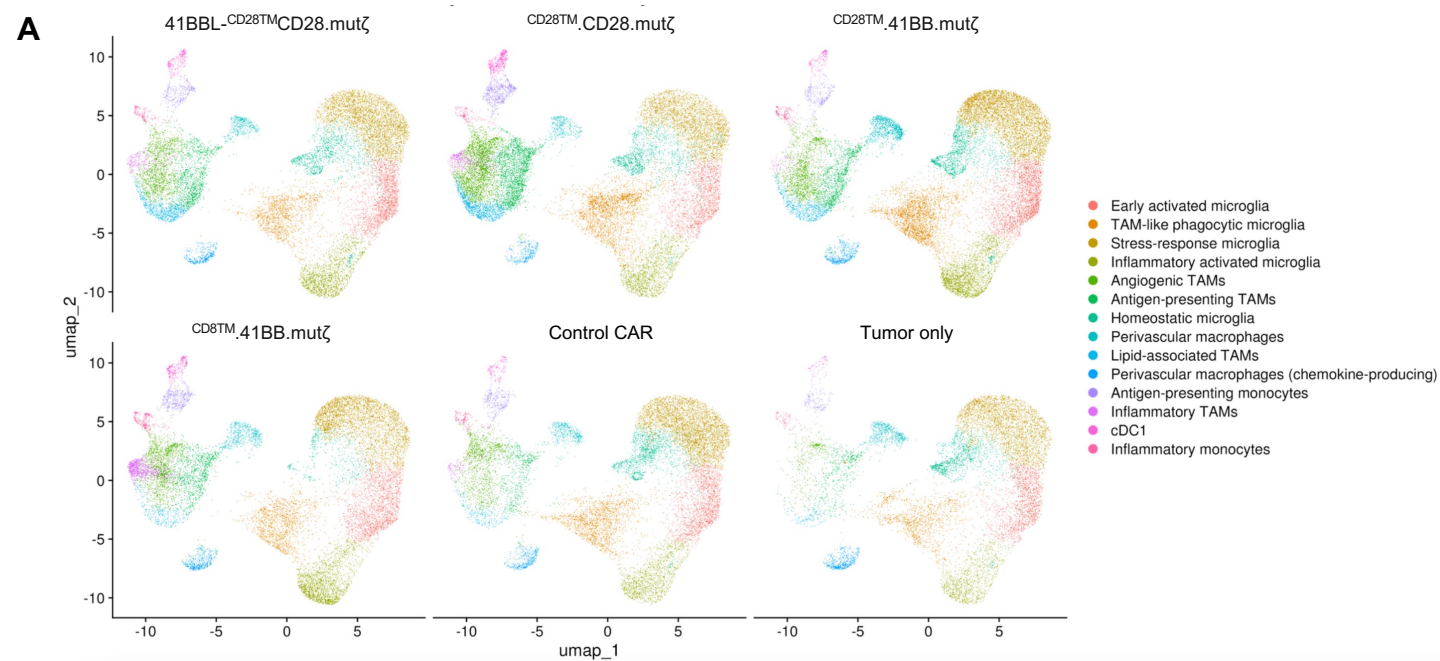 A
41BBL-CD28TMCD28.mutζ
CD28TM.CD28.mutζ
CD28TM.41BB.mutζ
10
5
0
-5
-10
CD8TM.41BB.mutζ
Control CAR
Tumor only
10
5
0
-5
-10
umap_2
-10 -5 0 5
-10 -5 0 5
-10 -5 0 5
umap_1
Early activated microglia
TAM-like phagocytic microglia
Stress-response microglia
Inflammatory activated microglia
Angiogenic TAMs
Antigen-presenting TAMs
Homeostatic microglia
Perivascular macrophages
Lipid-associated TAMs
Perivascular macrophages (chemokine-producing)
Antigen-presenting monocytes
Inflammatory TAMs
cDC1
Inflammatory monocytes